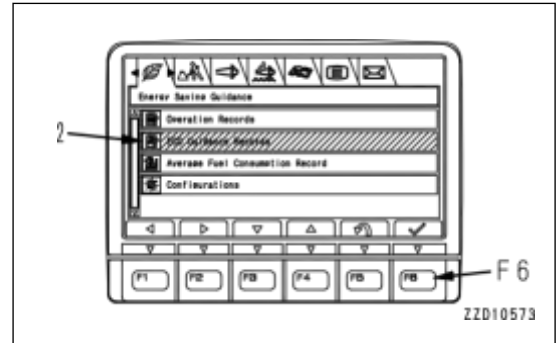 Energy Saving Guidance
Operation Records
2
ECO Guidance Records
Average Fuel Consumption Record
Configurations
F1 F2 F3 F4 F5 F6
F6
ZZD10573